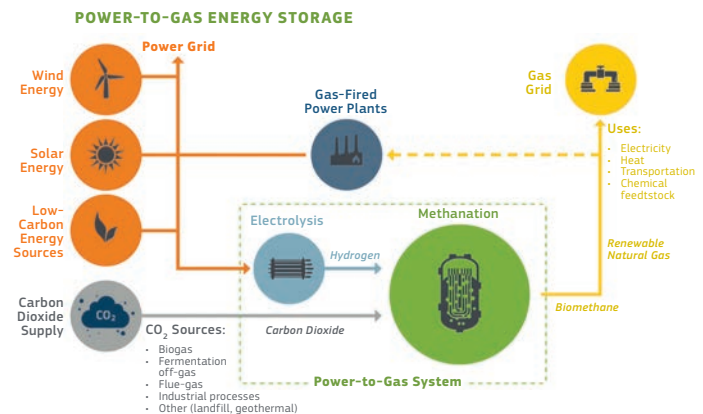 POWER-TO-GAS ENERGY STORAGE
Power Grid
Wind
Energy
Gas-Fired
Power Plants
Gas
Grid
Solar
Energy
Uses:
• Electricity
• Heat
• Transportation
• Chemical
feedtstock
Low-
Carbon
Energy
Sources
Electrolysis
Methanation
Hydrogen
Renewable
Natural Gas
Biomethane
Carbon
Dioxide
Supply
CO2
CO2 Sources:
• Biogas
• Fermentation
off-gas
• Flue-gas
• Industrial processes
• Other (landfill, geothermal)
Carbon Dioxide
Power-to-Gas System